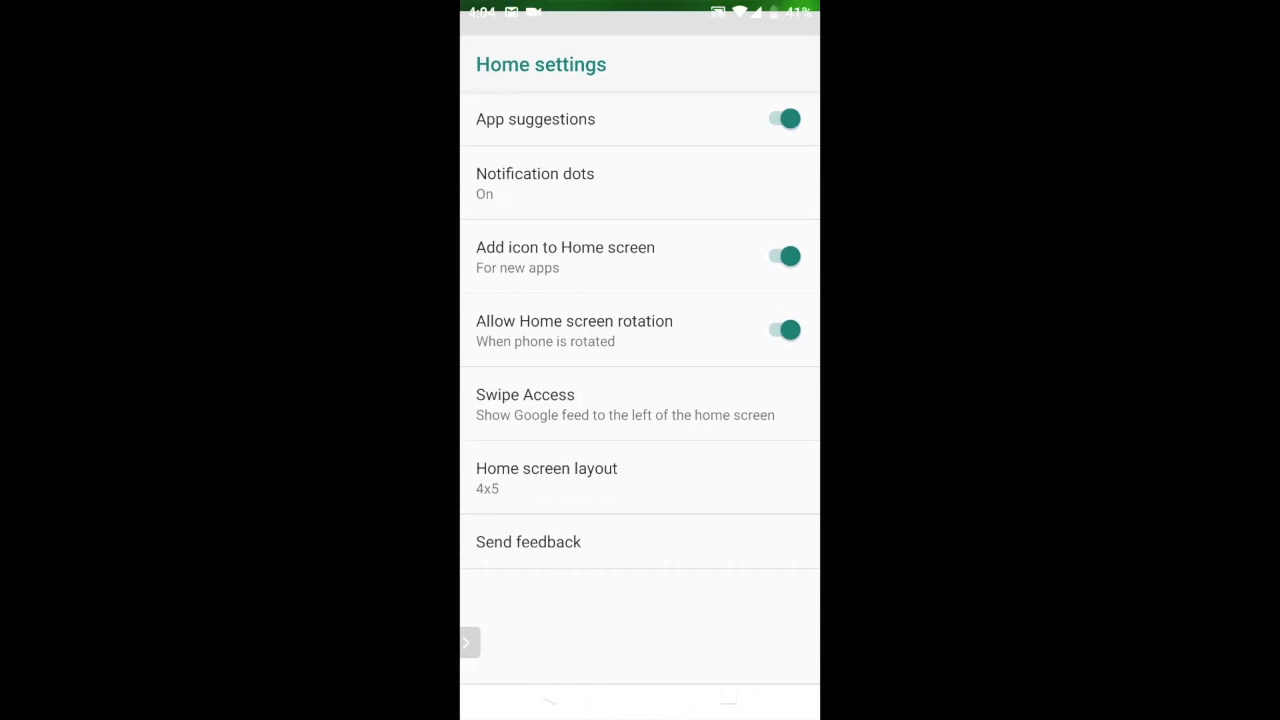 4:04 41%
Home settings
App suggestions
Notification dots
On
Add icon to Home screen
For new apps
Allow Home screen rotation
When phone is rotated
Swipe Access
Show Google feed to the left of the home screen
Home screen layout
4x5
Send feedback